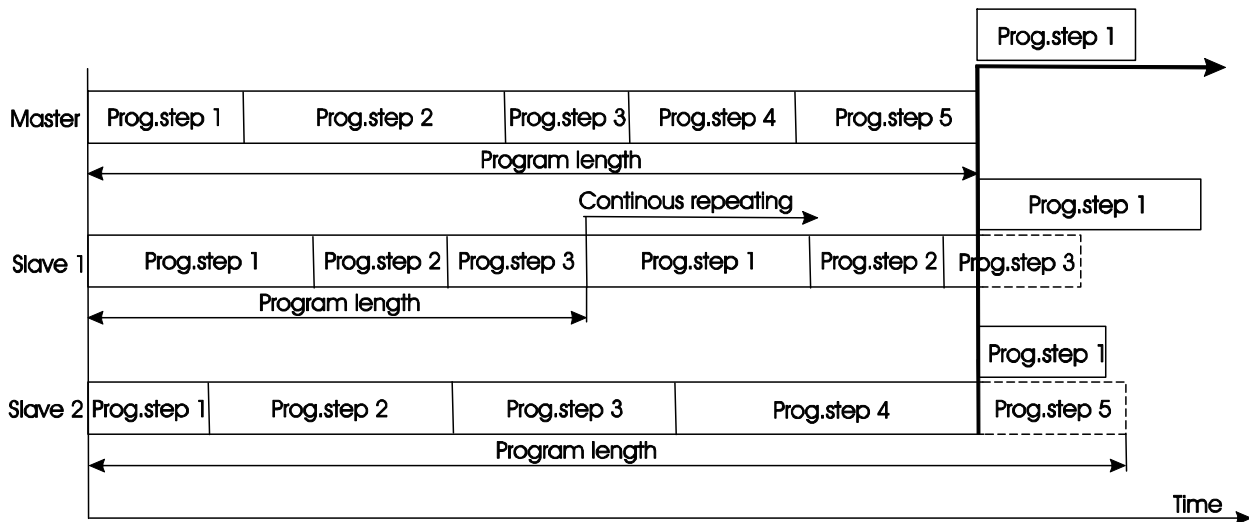 Prog.step 1
Master Prog.step 1 Prog.step 2 Prog.step 3 Prog.step 4 Prog.step 5
Program length
Prog.step 1
Continous repeating
Slave 1 Prog.step 1 Prog.step 2 Prog.step 3 Prog.step 1 Prog.step 2 Prog.step 3
Program length
Prog.step 1
Slave 2 Prog.step 1 Prog.step 2 Prog.step 3 Prog.step 4 Prog.step 5
Program length
Time